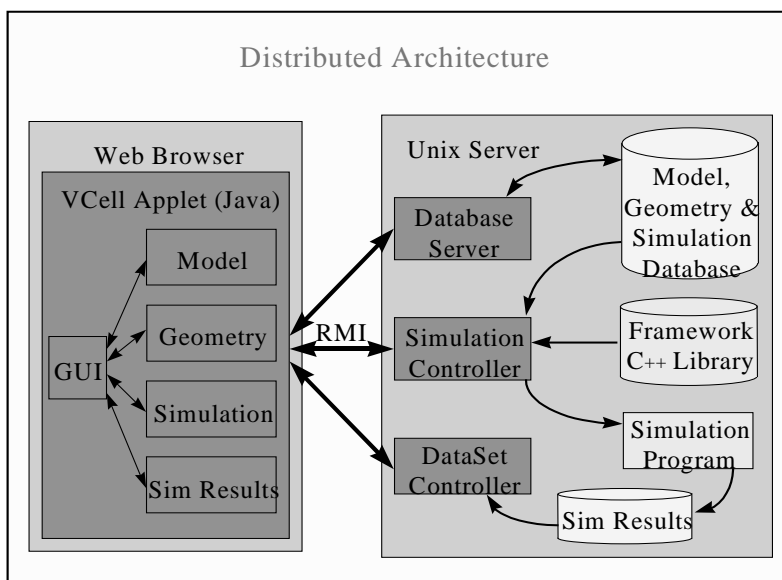 Distributed Architecture
Web Browser
VCell Applet (Java)
Model
Geometry
GUI
Simulation
Sim Results
RMI
Unix Server
Database
Server
Simulation
Controller
DataSet
Controller
Model,
Geometry &
Simulation
Database
Framework
C++ Library
Simulation
Program
Sim Results